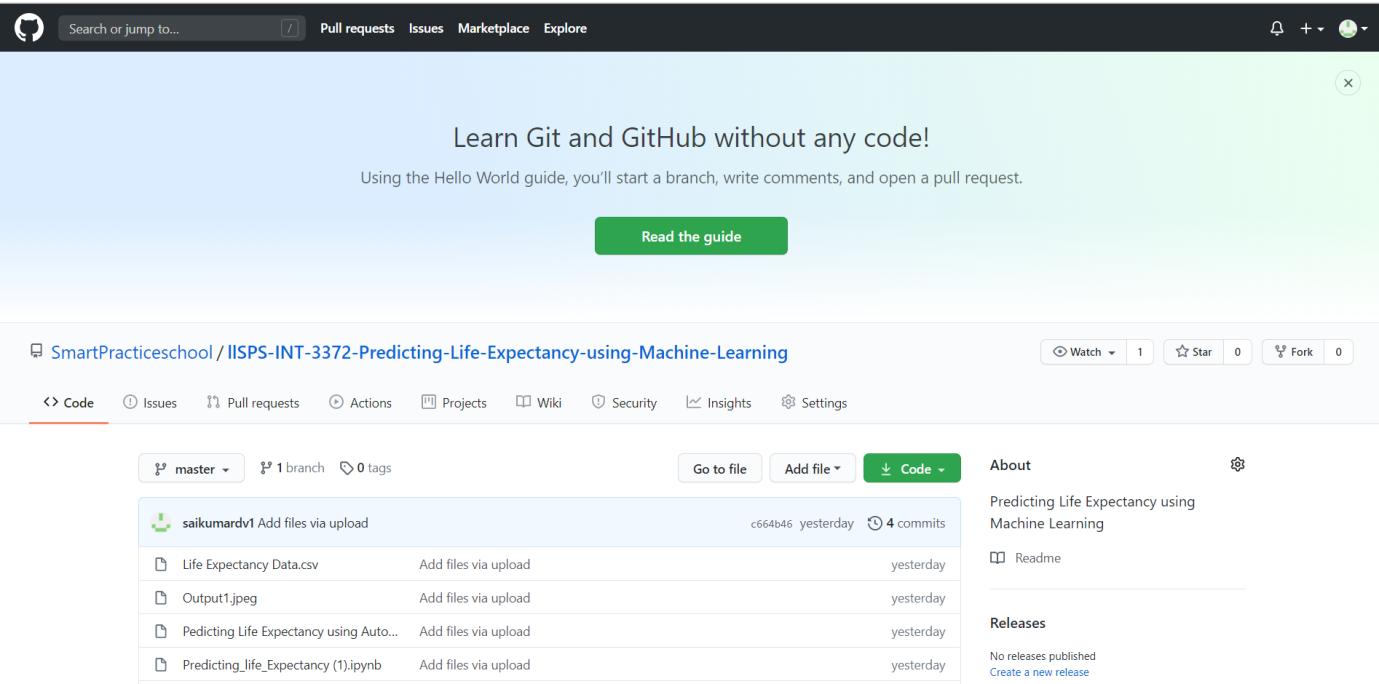 Search or jump to... / Pull requests Issues Marketplace Explore
Learn Git and GitHub without any code!
Using the Hello World guide, you’ll start a branch, write comments, and open a pull request.
Read the guide
SmartPracticeschool / llSPS-INT-3372-Predicting-Life-Expectancy-using-Machine-Learning
Watch 1 Star 0 Fork 0
Code Issues Pull requests Actions Projects Wiki Security Insights Settings
master 1 branch 0 tags Go to file Add file Code
saikumardv1 Add files via upload c664b46 yesterday 4 commits
Life Expectancy Data.csv Add files via upload yesterday
Output1.jpeg Add files via upload yesterday
Pedicting Life Expectancy using Auto... Add files via upload yesterday
Predicting_life_Expectancy (1).ipynb Add files via upload yesterday
About
Predicting Life Expectancy using
Machine Learning
Readme
Releases
No releases published
Create a new release